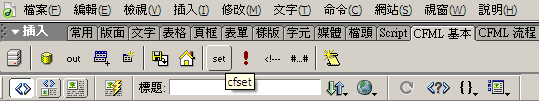 檔案(F) 編輯(E) 檢視(V) 插入(I) 修改(M) 文字(T) 命令(C) 網站(S) 視窗(W) 說明(H)
插入 常用 版面 文字 表格 頁框 表單 樣版 字元 媒體 檔頭 Script CFML 基本 CFML 流程
out set <!-- #...#
cfset
標題: